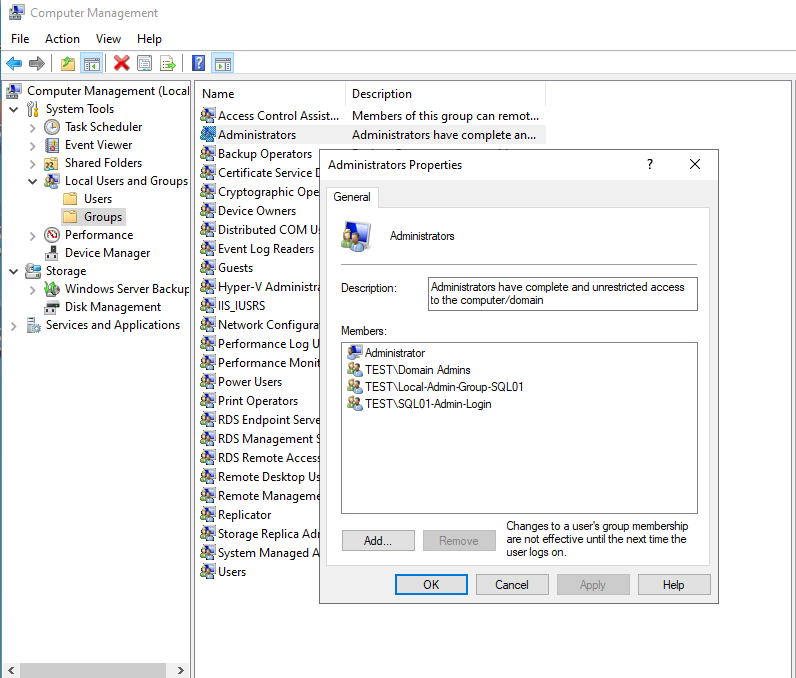 Computer Management
File Action View Help
Computer Management (Local
System Tools
Task Scheduler
Event Viewer
Shared Folders
Local Users and Groups
Users
Groups
Performance
Device Manager
Storage
Windows Server Backup
Disk Management
Services and Applications
Name Description
Access Control Assist... Members of this group can remot...
Administrators Administrators have complete an...
Backup Operators
Certificate Service D
Cryptographic Ope
Device Owners
Distributed COM U
Event Log Readers
Guests
Hyper-V Administra
IIS_IUSRS
Network Configura
Performance Log U
Performance Monit
Power Users
Print Operators
RDS Endpoint Serve
RDS Management S
RDS Remote Access
Remote Desktop Us
Remote Manageme
Replicator
Storage Replica Adr
System Managed A
Users
Administrators Properties
General
Administrators
Description:
Administrators have complete and unrestricted access
to the computer/domain
Members:
Administrator
TEST\Domain Admins
TEST\Local-Admin-Group-SQL01
TEST\SQL01-Admin-Login
Add... Remove
Changes to a user's group membership
are not effective until the next time the
user logs on.
OK Cancel Apply Help